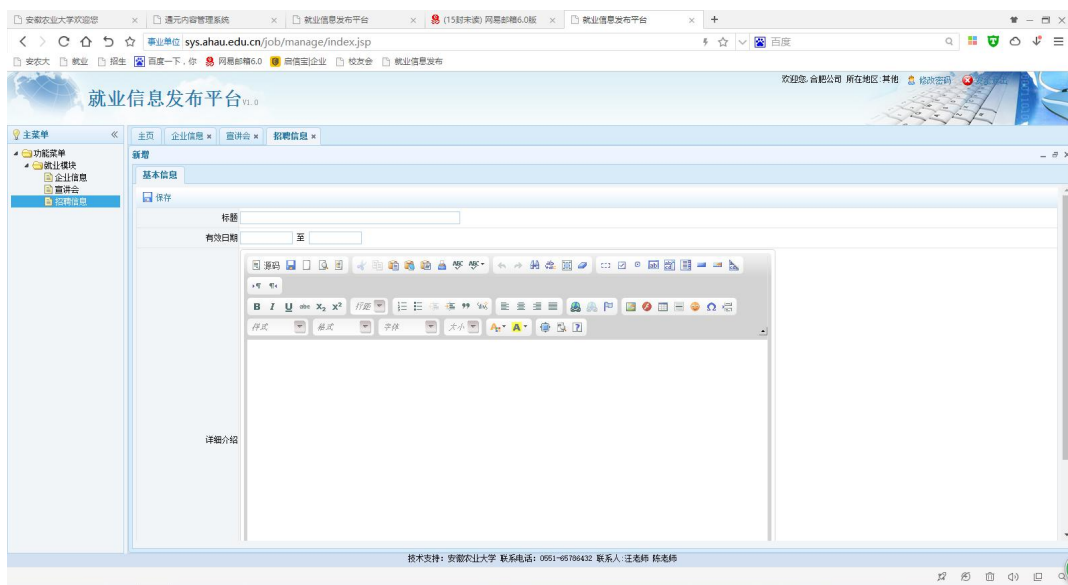 安徽农业大学欢迎您 通元内容管理系统 就业信息发布平台 (15封未读) 网易邮箱6.0版 就业信息发布平台
事业单位 sys.ahau.edu.cn/job/manage/index.jsp 百度
安农大 就业 招生 百度一下，你 网易邮箱6.0 启信宝|企业 校友会 就业信息发布
欢迎您.合肥公司 所在地区:其他 修改密码
就业信息发布平台V1.0
主菜单 主页 企业信息 宣讲会 招聘信息
功能菜单
就业模块
企业信息
宣讲会
招聘信息
新增
基本信息
保存
标题
有效日期 至
源码
B I U abc X₂ X² 行距
样式 格式 字体 大小 A A
详细介绍
技术支持：安徽农业大学 联系电话：0551-65786432 联系人:汪老师 陈老师